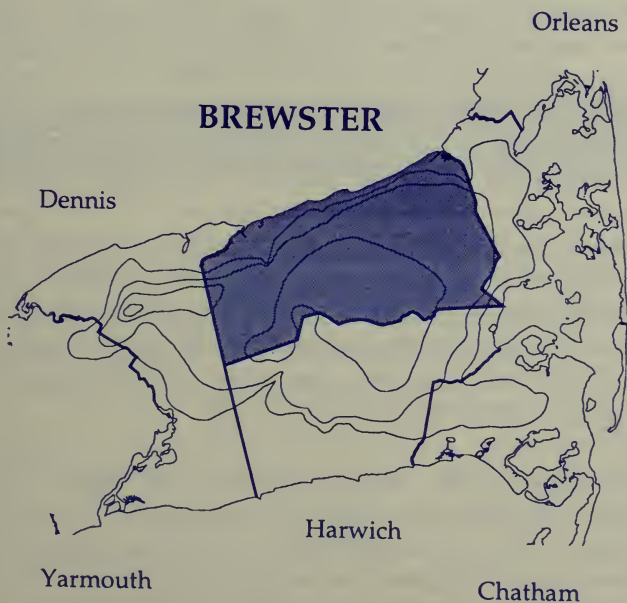 Orleans
BREWSTER
Dennis
Harwich
Yarmouth
Chatham